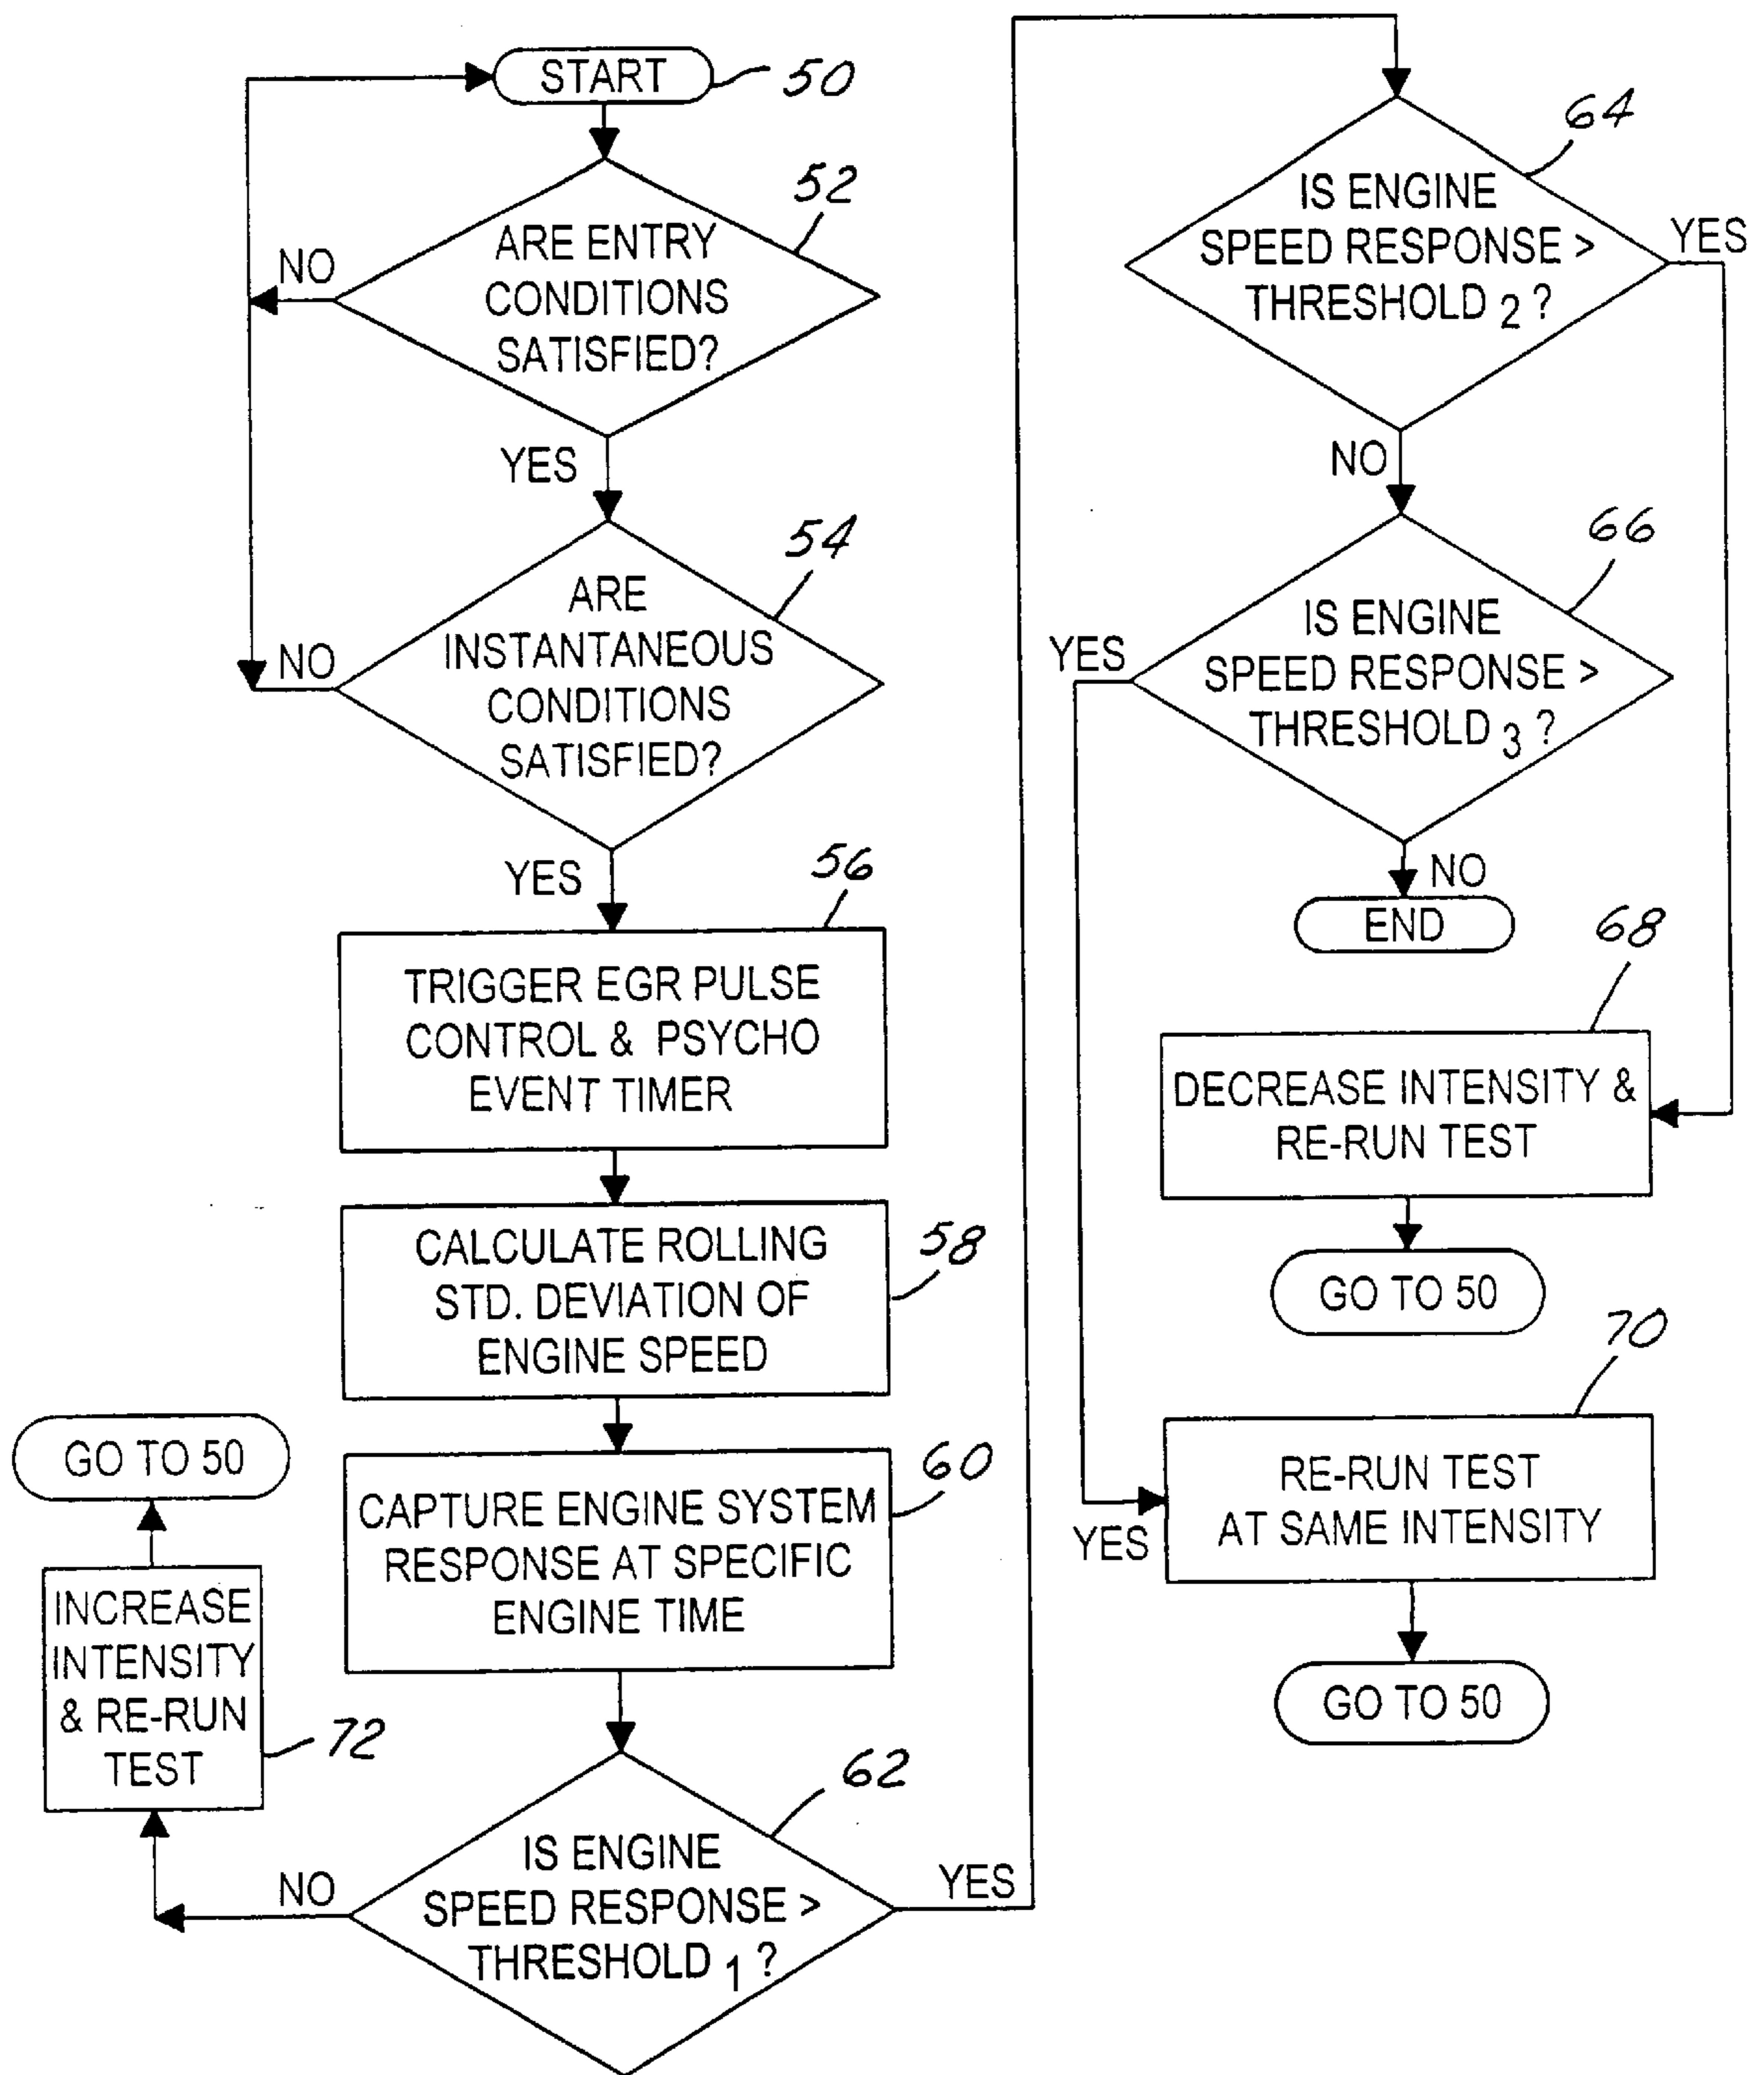 START
50
52
ARE ENTRY
CONDITIONS
SATISFIED?
NO
YES
54
ARE
INSTANTANEOUS
CONDITIONS
SATISFIED?
NO
YES
56
TRIGGER EGR PULSE
CONTROL & PSYCHO
EVENT TIMER
58
CALCULATE ROLLING
STD. DEVIATION OF
ENGINE SPEED
60
CAPTURE ENGINE SYSTEM
RESPONSE AT SPECIFIC
ENGINE TIME
62
IS ENGINE
SPEED RESPONSE >
THRESHOLD 1 ?
NO
YES
GO TO 50
INCREASE
INTENSITY
& RE-RUN
TEST
72
64
IS ENGINE
SPEED RESPONSE >
THRESHOLD 2 ?
YES
NO
66
IS ENGINE
SPEED RESPONSE >
THRESHOLD 3 ?
YES
NO
END
68
DECREASE INTENSITY &
RE-RUN TEST
GO TO 50
70
YES
RE-RUN TEST
AT SAME INTENSITY
GO TO 50